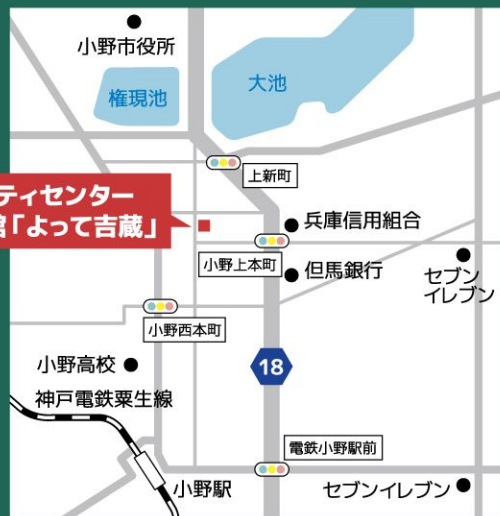 小野市役所
権現池
大池
上新町
ティセンター
館「よって吉蔵」
兵庫信用組合
小野上本町
但馬銀行
セブン
イレブン
小野西本町
小野高校
18
神戸電鉄粟生線
電鉄小野駅前
小野駅
セブンイレブン